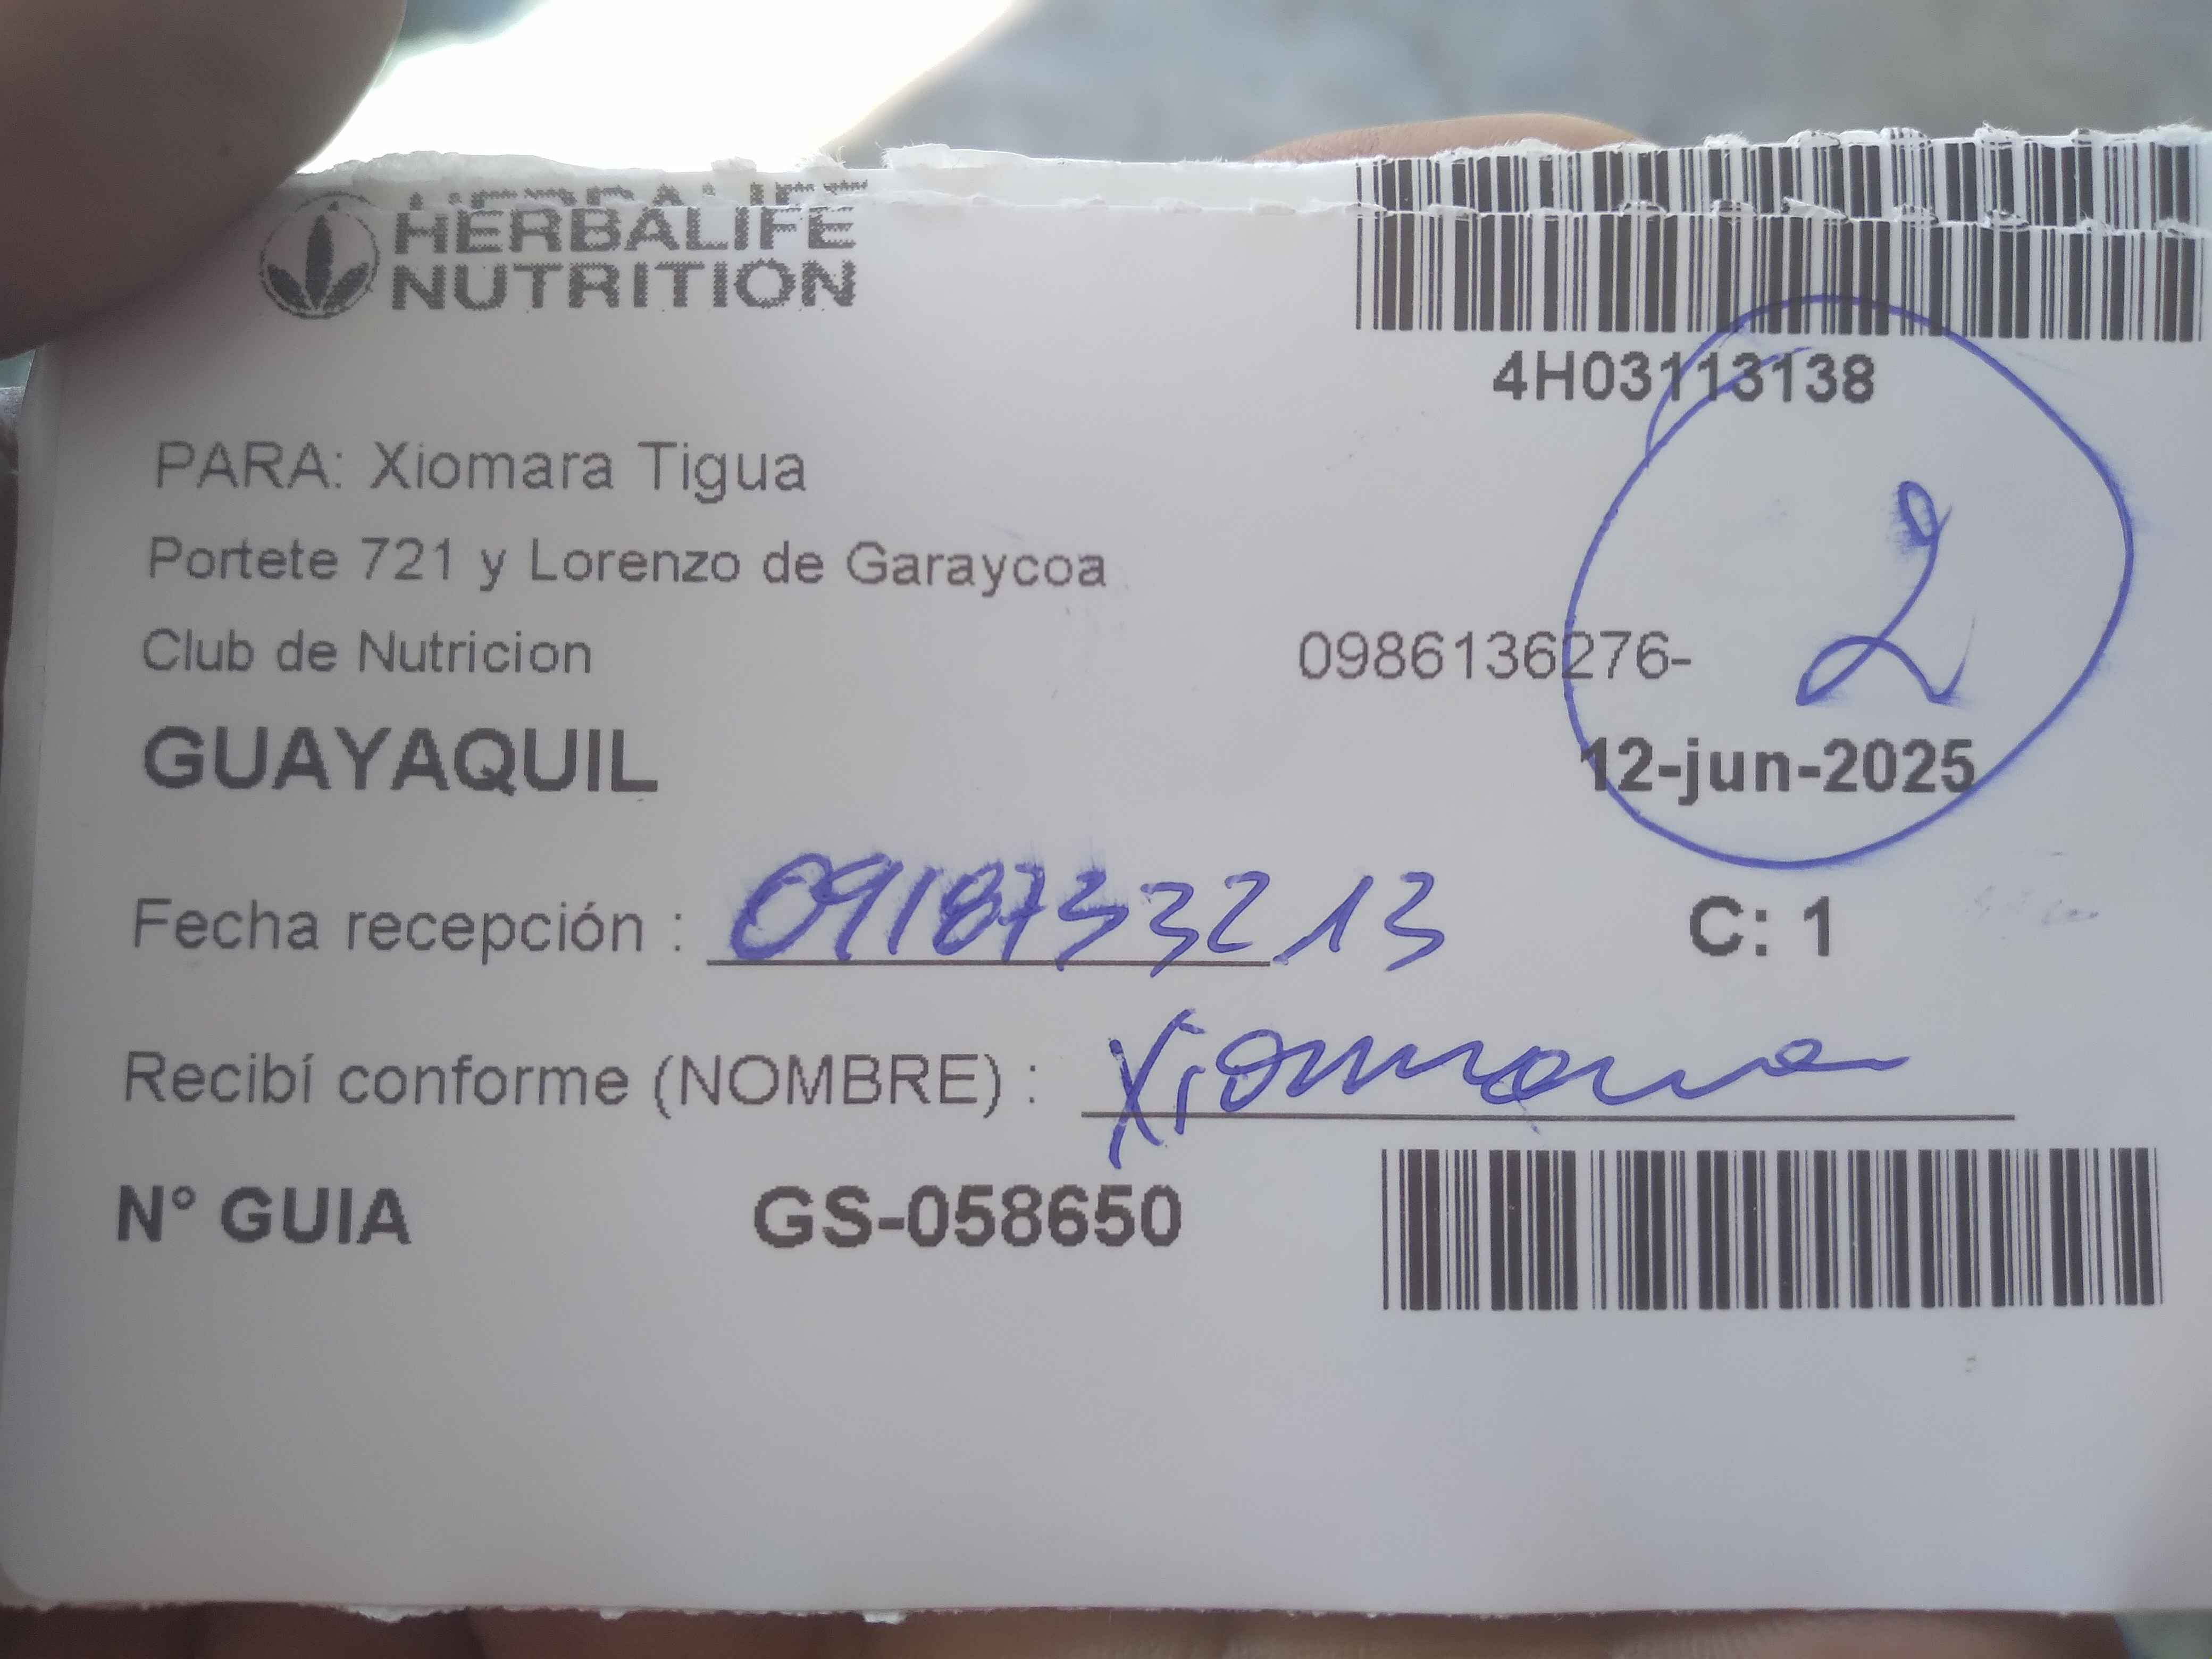 HERBALIFE
NUTRITION
4H03113138
PARA: Xiomara Tigua
Portete 721 y Lorenzo de Garaycoa
Club de Nutricion
0986136276-
2
GUAYAQUIL
12-jun-2025
Fecha recepción : 0918733213
C: 1
Recibí conforme (NOMBRE) : Xiomara
N° GUIA GS-058650